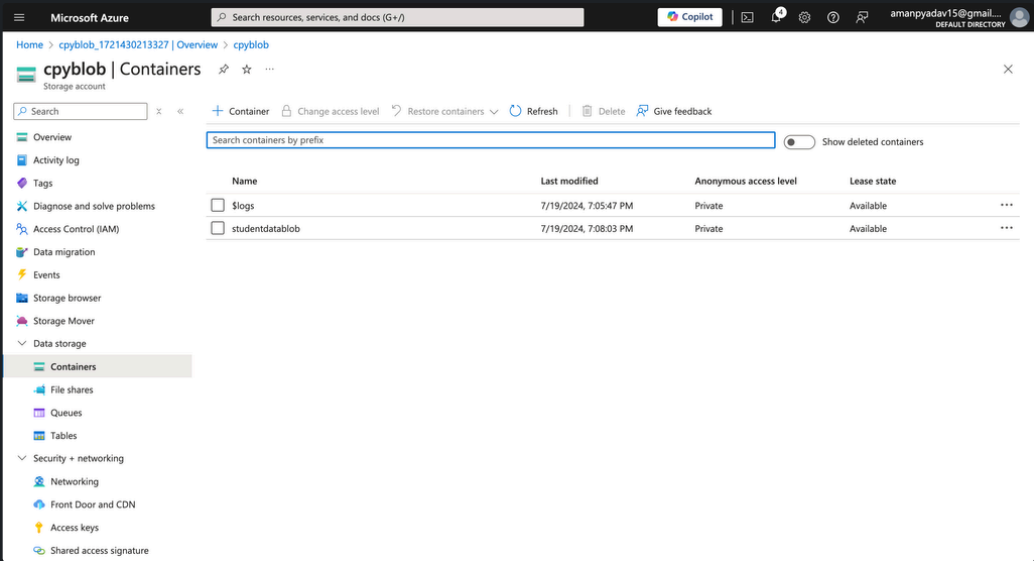 Microsoft Azure
Search resources, services, and docs (G+/)
Copilot
4
amanpyadav15@gmail....
DEFAULT DIRECTORY
Home > cpyblob_1721430213327 | Overview > cpyblob
cpyblob | Containers
Storage account
Search
Container
Change access level
Restore containers
Refresh
Delete
Give feedback
Search containers by prefix
Show deleted containers
Name Last modified Anonymous access level Lease state
$logs 7/19/2024, 7:05:47 PM Private Available
studentdatablob 7/19/2024, 7:08:03 PM Private Available
Overview
Activity log
Tags
Diagnose and solve problems
Access Control (IAM)
Data migration
Events
Storage browser
Storage Mover
Data storage
Containers
File shares
Queues
Tables
Security + networking
Networking
Front Door and CDN
Access keys
Shared access signature